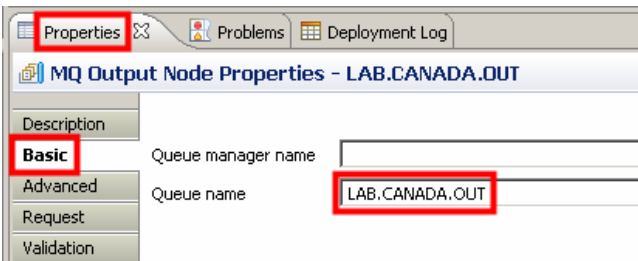 Properties Problems Deployment Log
MQ Output Node Properties - LAB.CANADA.OUT
Description
Basic
Queue manager name
Advanced
Queue name LAB.CANADA.OUT
Request
Validation